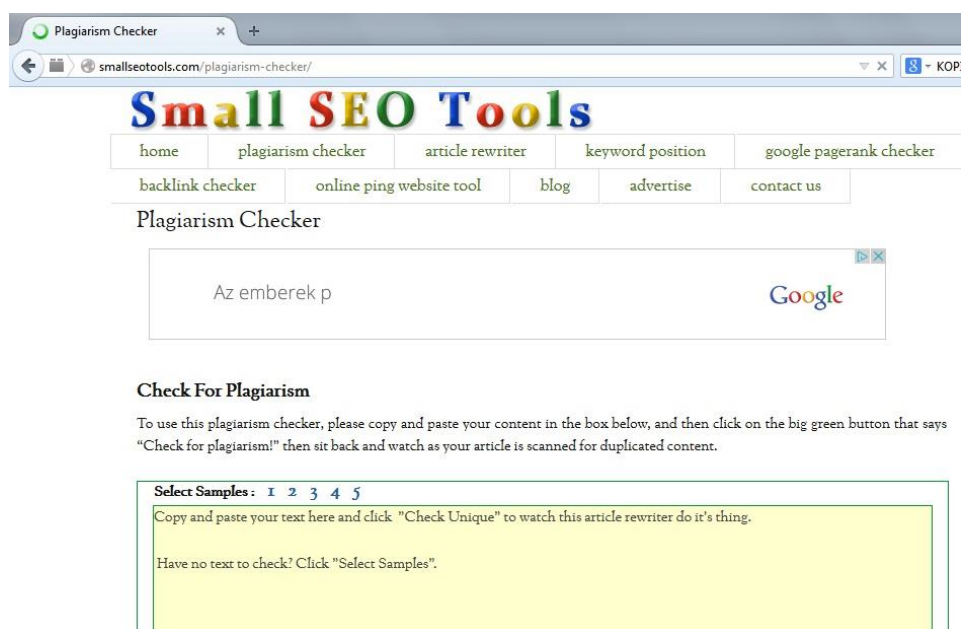 Plagiarism Checker
smallseotools.com/plagiarism-checker/
Small SEO Tools
home plagiarism checker article rewriter keyword position google pagerank checker
backlink checker online ping website tool blog advertise contact us
Plagiarism Checker
Az emberek p
Google
Check For Plagiarism
To use this plagiarism checker, please copy and paste your content in the box below, and then click on the big green button that says
“Check for plagiarism!” then sit back and watch as your article is scanned for duplicated content.
Select Samples : 1 2 3 4 5
Copy and paste your text here and click "Check Unique" to watch this article rewriter do it's thing.
Have no text to check? Click "Select Samples".